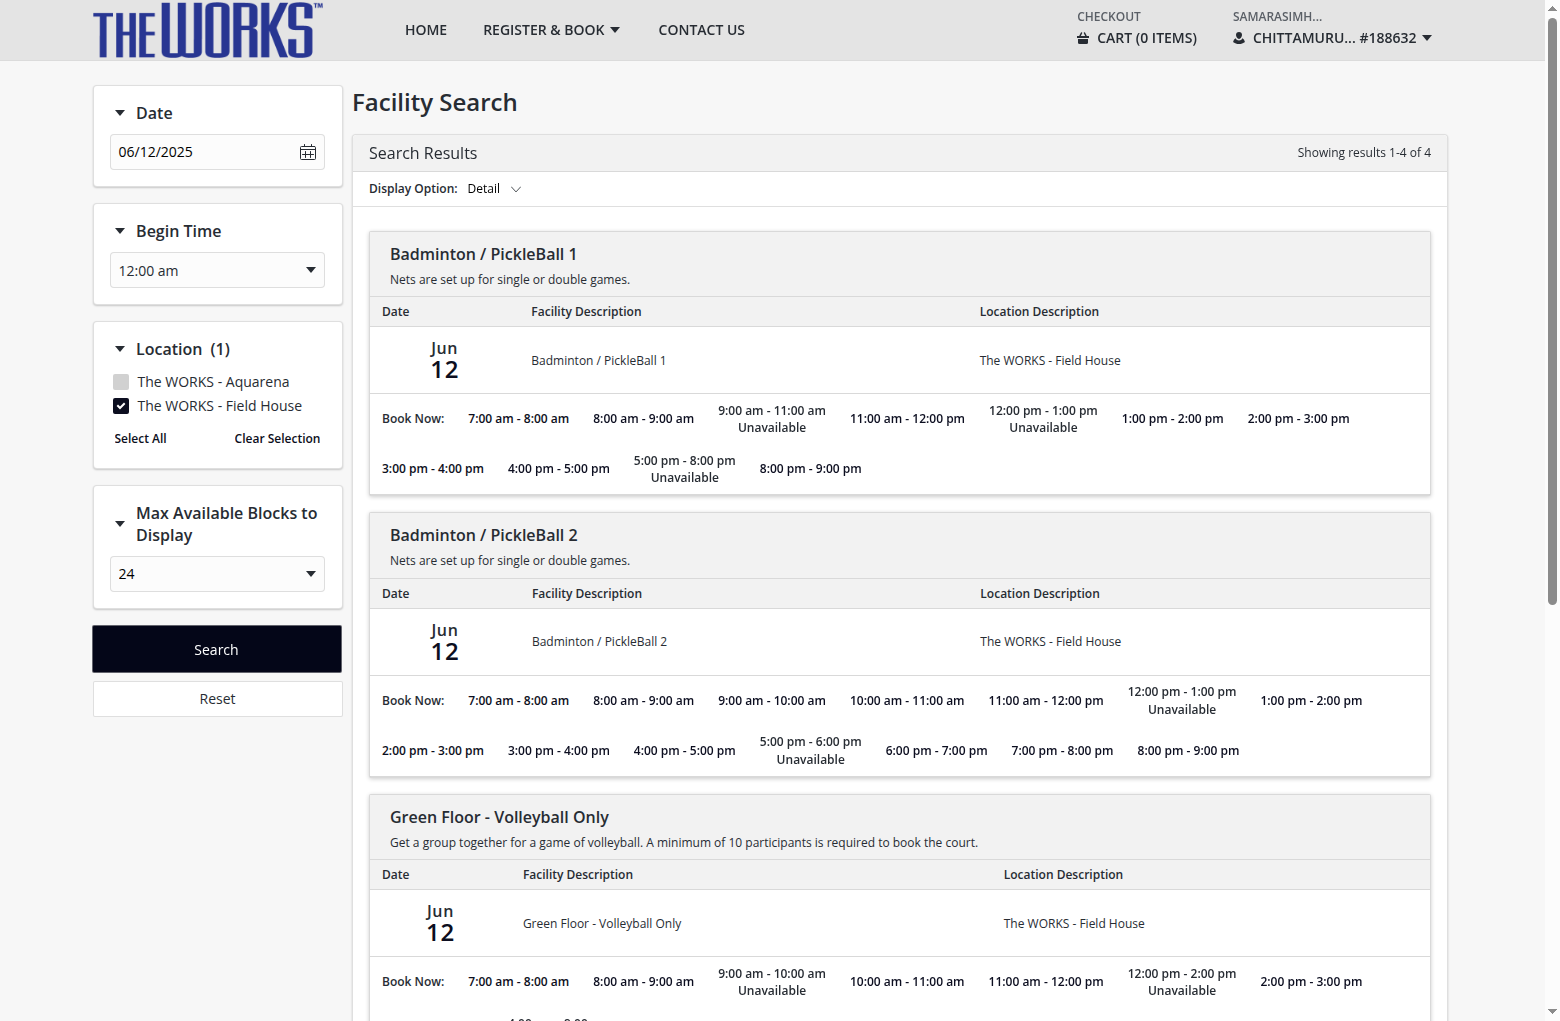 THE WORKS™
HOME
REGISTER & BOOK
CONTACT US
CHECKOUT
CART (0 ITEMS)
SAMARASIMH...
CHITTAMURU... #188632
Date
06/12/2025
Begin Time
12:00 am
Location (1)
The WORKS - Aquarena
The WORKS - Field House
Select All
Clear Selection
Max Available Blocks to
Display
24
Search
Reset
Facility Search
Search Results
Showing results 1-4 of 4
Display Option: Detail
Badminton / PickleBall 1
Nets are set up for single or double games.
Date Facility Description Location Description
Jun
12
Badminton / PickleBall 1
The WORKS - Field House
Book Now: 7:00 am - 8:00 am 8:00 am - 9:00 am 9:00 am - 11:00 am Unavailable 11:00 am - 12:00 pm 12:00 pm - 1:00 pm Unavailable 1:00 pm - 2:00 pm 2:00 pm - 3:00 pm
3:00 pm - 4:00 pm 4:00 pm - 5:00 pm 5:00 pm - 8:00 pm Unavailable 8:00 pm - 9:00 pm
Badminton / PickleBall 2
Nets are set up for single or double games.
Date Facility Description Location Description
Jun
12
Badminton / PickleBall 2
The WORKS - Field House
Book Now: 7:00 am - 8:00 am 8:00 am - 9:00 am 9:00 am - 10:00 am 10:00 am - 11:00 am 11:00 am - 12:00 pm 12:00 pm - 1:00 pm Unavailable 1:00 pm - 2:00 pm
2:00 pm - 3:00 pm 3:00 pm - 4:00 pm 4:00 pm - 5:00 pm 5:00 pm - 6:00 pm Unavailable 6:00 pm - 7:00 pm 7:00 pm - 8:00 pm 8:00 pm - 9:00 pm
Green Floor - Volleyball Only
Get a group together for a game of volleyball. A minimum of 10 participants is required to book the court.
Date Facility Description Location Description
Jun
12
Green Floor - Volleyball Only
The WORKS - Field House
Book Now: 7:00 am - 8:00 am 8:00 am - 9:00 am 9:00 am - 10:00 am Unavailable 10:00 am - 11:00 am 11:00 am - 12:00 pm 12:00 pm - 2:00 pm Unavailable 2:00 pm - 3:00 pm